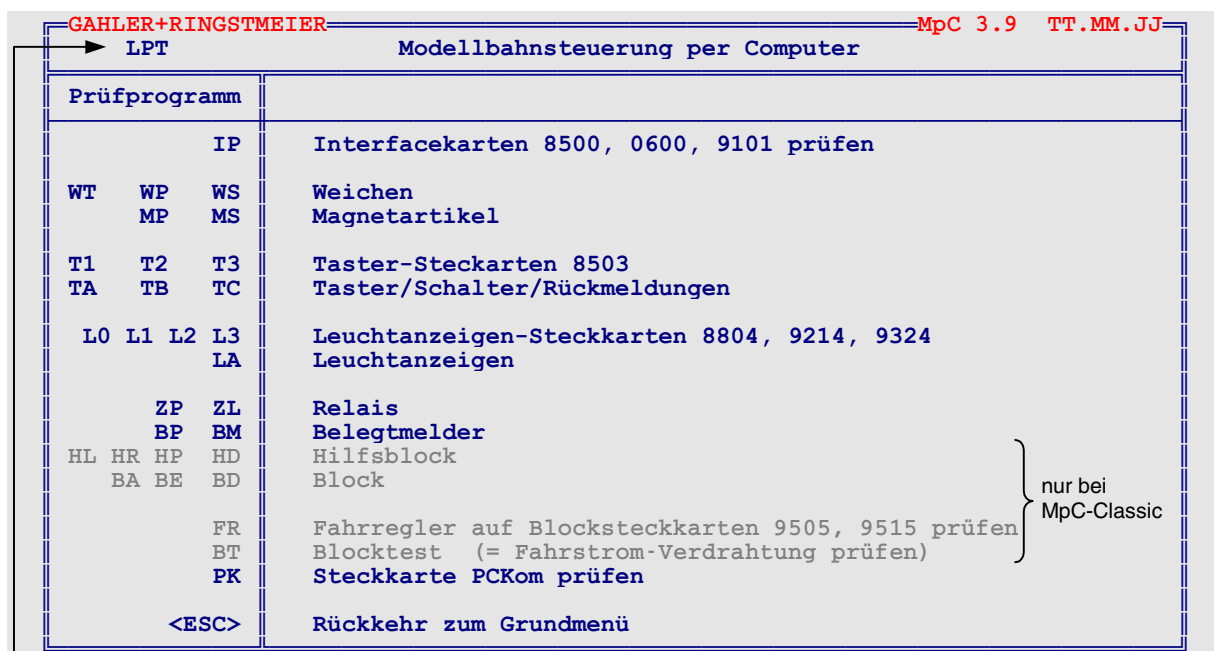 GAHLER+RINGSTMEIER MpC 3.9 TT.MM.JJ
LPT Modellbahnsteuerung per Computer
Prüfprogramm
IP Interfacekarten 8500, 0600, 9101 prüfen
WT WP WS Weichen
MP MS Magnetartikel
T1 T2 T3 Taster-Steckarten 8503
TA TB TC Taster/Schalter/Rückmeldungen
L0 L1 L2 L3 Leuchtanzeigen-Steckkarten 8804, 9214, 9324
LA Leuchtanzeigen
ZP ZL Relais
BP BM Belegtmelder
HL HR HP HD Hilfsblock
BA BE BD Block
nur bei
MpC-Classic
FR Fahrregler auf Blocksteckkarten 9505, 9515 prüfen
BT Blocktest (= Fahrstrom-Verdrahtung prüfen)
PK Steckkarte PCKom prüfen
<ESC> Rückkehr zum Grundmenü